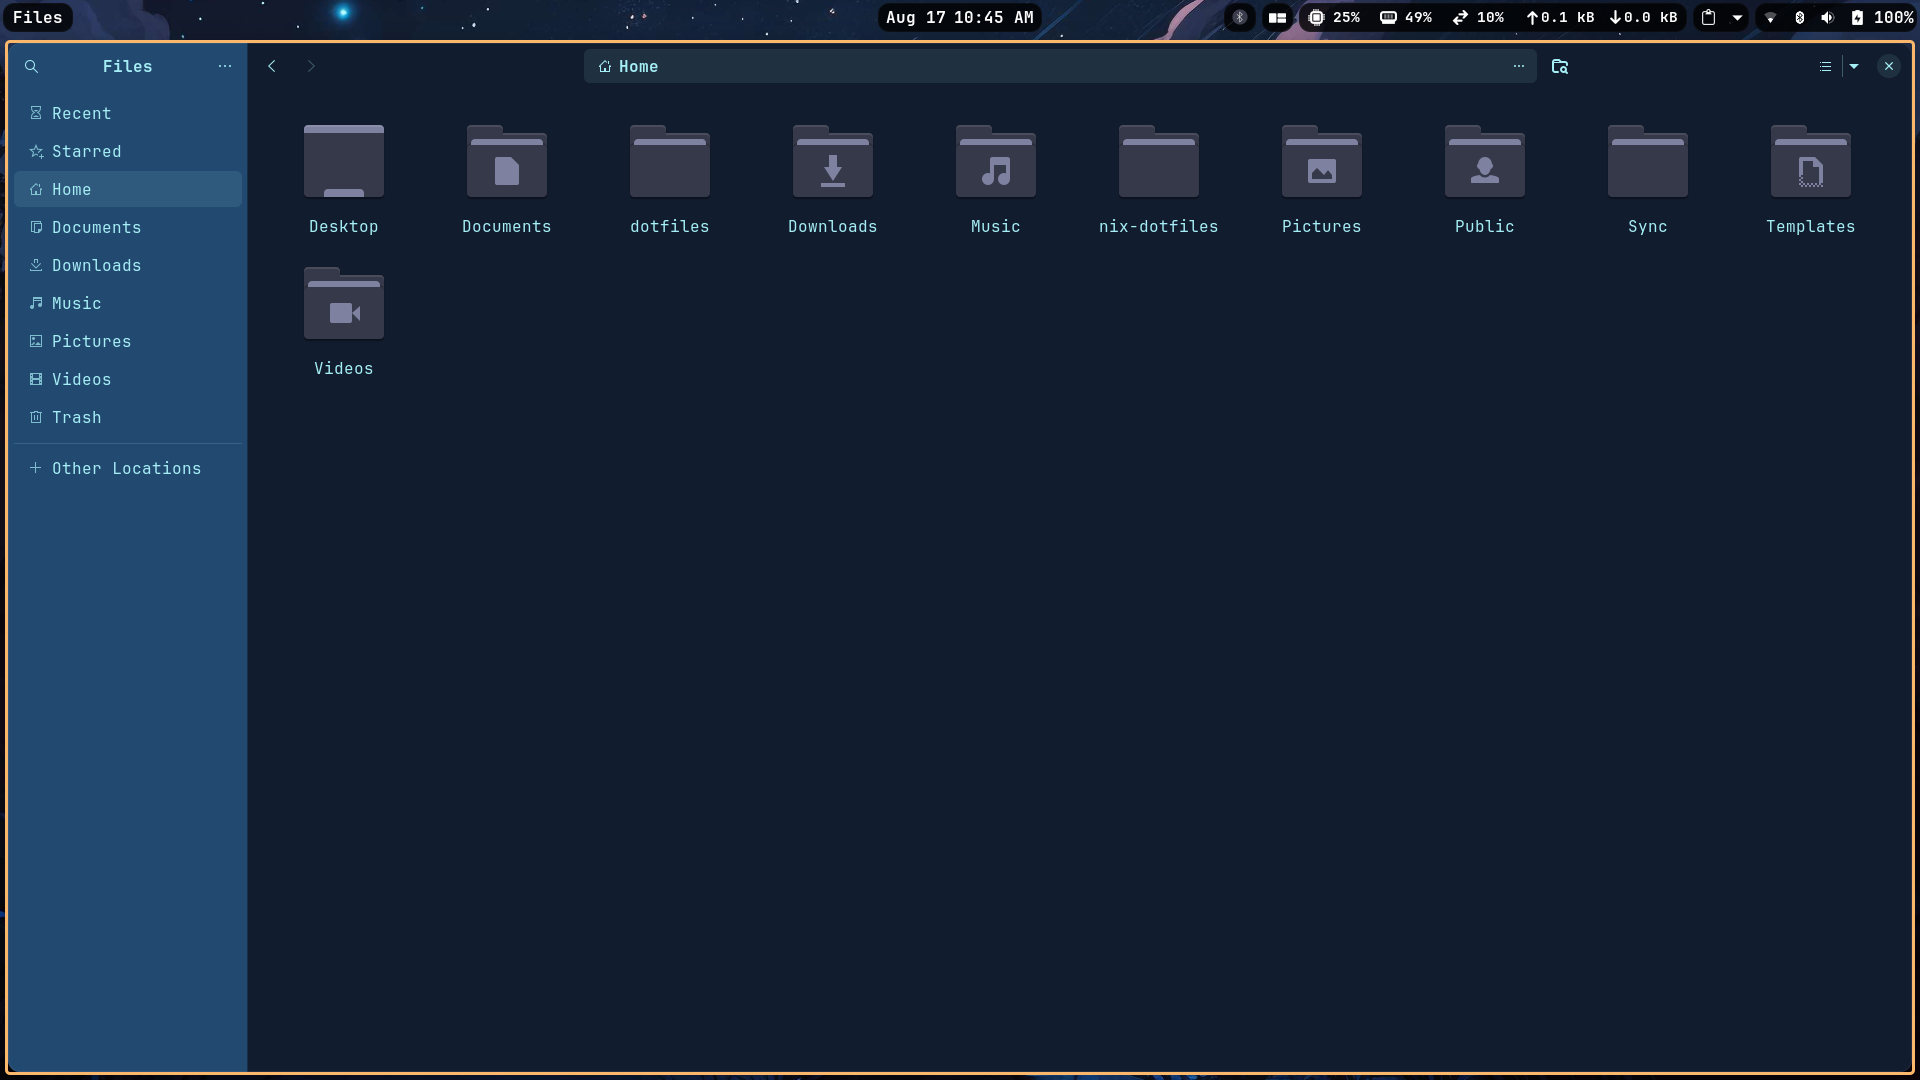 Files
Aug 17 10:45 AM
25% 49% 10% 0.1 kB 0.0 kB
100%
Files
Home
Recent
Starred
Home
Documents
Downloads
Music
Pictures
Videos
Trash
Other Locations
Desktop Documents dotfiles Downloads Music nix-dotfiles Pictures Public Sync Templates
Videos